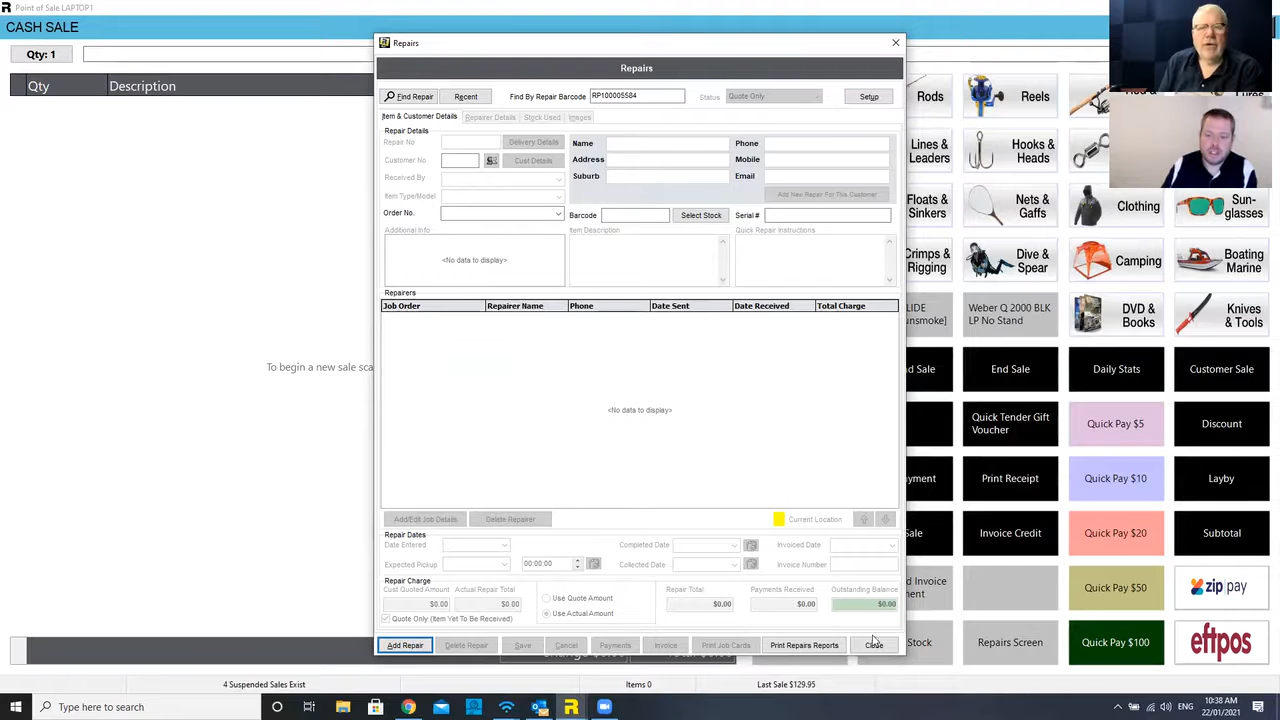 Point of Sale LAPTOP1
CASH SALE
Qty: 1
Qty
Description
To begin a new sale sca
Repairs
Repairs
Find Repair
Recent
Find By Repair Barcode
RP100005584
Status
Quote Only
Setup
Item & Customer Details
Repairer Details
Stock Used
Images
Repair Details
Repair No
Delivery Details
Customer No
Cust Details
Received By
Item Type/Model
Order No.
Name
Address
Suburb
Phone
Mobile
Email
Add New Repair For This Customer
Barcode
Select Stock
Serial #
Additional Info
<No data to display>
Item Description
Quick Repair Instructions
Repairers
Job Order
Repairer Name
Phone
Date Sent
Date Received
Total Charge
<No data to display>
Add/Edit Job Details
Delete Repairer
Current Location
Repair Dates
Date Entered
Completed Date
Invoiced Date
Expected Pickup
00:00:00
Collected Date
Invoice Number
Repair Charge
Cust Quoted Amount
Actual Repair Total
$0.00
$0.00
Use Quote Amount
Use Actual Amount
Repair Total
Payments Received
Outstanding Balance
$0.00
$0.00
$0.00
Quote Only (Item Yet To Be Received)
Add Repair
Delete Repair
Save
Cancel
Payments
Invoice
Print Job Cards
Print Repairs Reports
Close
Rods
Reels
Lines &
Leaders
Hooks &
Heads
Floats &
Sinkers
Nets &
Gaffs
Clothing
Sun-
glasses
Crimps &
Rigging
Dive &
Spear
Camping
Boating
Marine
LIDE
unsmoke]
Weber Q 2000 BLK
LP No Stand
DVD &
Books
Knives
& Tools
d Sale
End Sale
Daily Stats
Customer Sale
Quick Tender Gift
Voucher
Quick Pay $5
Discount
yment
Print Receipt
Quick Pay $10
Layby
Sale
Invoice Credit
Quick Pay $20
Subtotal
d Invoice
ment
Quick Pay $50
zip pay
Stock
Repairs Screen
Quick Pay $100
eftpos
4 Suspended Sales Exist
Items 0
Last Sale $129.95
Type here to search
10:38 AM
22/01/2021